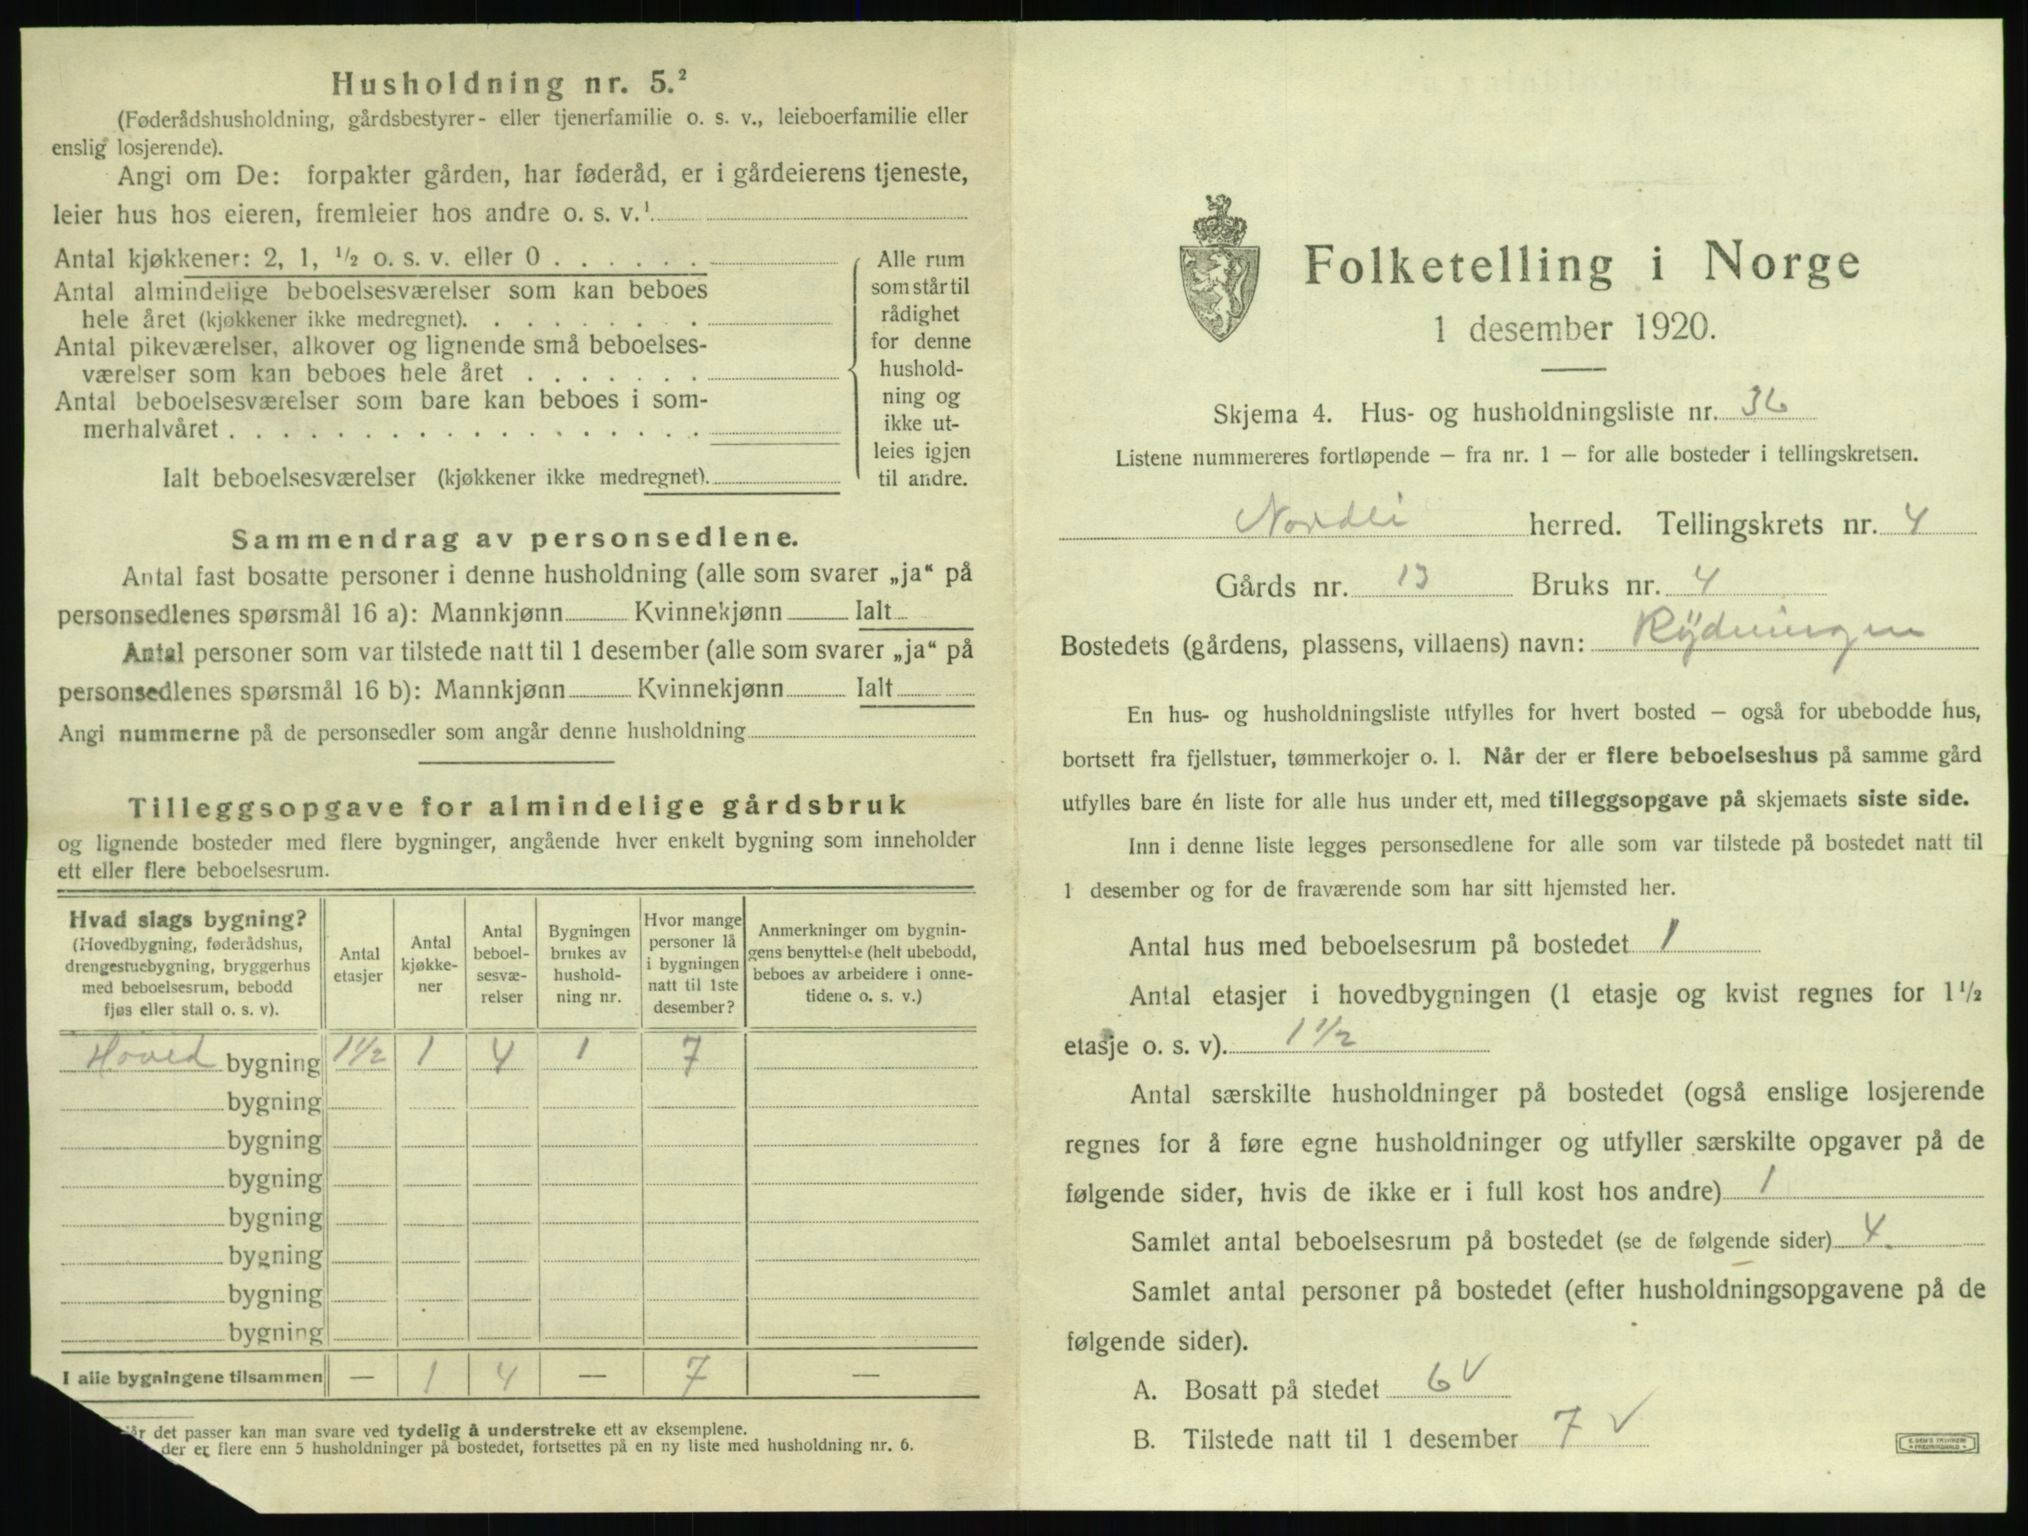 Husholdning nr. 5.²
(Føderådshusholdning, gårdsbestyrer- eller tjenerfamilie o. s. v., leieboerfamilie eller
enslig losjerende).
Angi om De: forpakter gården, har føderåd, er i gårdeierens tjeneste,
leier hus hos eieren, fremleier hos andre o. s. v.¹
Antal kjøkkener: 2, 1, ½ o. s. v. eller 0 . . . . . .
Antal almindelige beboelsesværelser som kan beboes
hele året (kjøkkener ikke medregnet). . . . . . . . .
Antal pikeværelser, alkover og lignende små beboelses-
værelser som kan beboes hele året . . . . . . .
Antal beboelsesværelser som bare kan beboes i som-
merhalvåret . . . . . . . . . . . . . . . . . .
Ialt beboelsesværelser (kjøkkener ikke medregnet).
Alle rum
som står til
rådighet
for denne
hushold-
ning og
ikke ut-
leies igjen
til andre.
Sammendrag av personsedlene.
Antal fast bosatte personer i denne husholdning (alle som svarer „ja“ på
personsedlenes spørsmål 16 a): Mannkjønn Kvinnekjønn Ialt
Antal personer som var tilstede natt til 1 desember (alle som svarer „ja“ på
personsedlenes spørsmål 16 b): Mannkjønn Kvinnekjønn Ialt
Angi nummerne på de personsedler som angår denne husholdning
Tilleggsopgave for almindelige gårdsbruk
og lignende bosteder med flere bygninger, angående hver enkelt bygning som inneholder
ett eller flere beboelsesrum.
Hvad slags bygning?
(Hovedbygning, føderådshus,
drengestuebygning, bryggerhus
med beboelsesrum, bebodd
fjøs eller stall o. s. v).
Antal
etasjer
Antal
kjøkke-
ner
Antal
beboel-
sesvæ-
relser
Bygningen
brukes av
hushold-
ning nr.
Hvor mange
personer lå
i bygningen
natt til 1ste
desember?
Anmerkninger om bygnin-
gens benyttelse (helt ubebodd,
beboes av arbeidere i onne-
tidene o. s. v.)
Hoved bygning 1½ 1 4 1 7
bygning
bygning
bygning
bygning
bygning
bygning
bygning
I alle bygningene tilsammen — 1 4 — 7 —
når det passer kan man svare ved tydelig å understreke ett av eksemplene.
der er flere enn 5 husholdninger på bostedet, fortsettes på en ny liste med husholdning nr. 6.
Folketelling i Norge
1 desember 1920.
Skjema 4. Hus- og husholdningsliste nr. 36
Listene nummereres fortløpende — fra nr. 1 — for alle bosteder i tellingskretsen.
Nordli herred. Tellingskrets nr. 4
Gårds nr. 13 Bruks nr. 4
Bostedets (gårdens, plassens, villaens) navn: Rydningen
En hus- og husholdningsliste utfylles for hvert bosted — også for ubebodde hus,
bortsett fra fjellstuer, tømmerkojer o. l. Når der er flere beboelseshus på samme gård
utfylles bare én liste for alle hus under ett, med tilleggsopgave på skjemaets siste side.
Inn i denne liste legges personsedlene for alle som var tilstede på bostedet natt til
1 desember og for de fraværende som har sitt hjemsted her.
Antal hus med beboelsesrum på bostedet 1
Antal etasjer i hovedbygningen (1 etasje og kvist regnes for 1½
etasje o. s. v). 1½
Antal særskilte husholdninger på bostedet (også enslige losjerende
regnes for å føre egne husholdninger og utfyller særskilte opgaver på de
følgende sider, hvis de ikke er i full kost hos andre) 1
Samlet antal beboelsesrum på bostedet (se de følgende sider) 4
Samlet antal personer på bostedet (efter husholdningsopgavene på de
følgende sider).
A. Bosatt på stedet 6 ✓
B. Tilstede natt til 1 desember 7 ✓